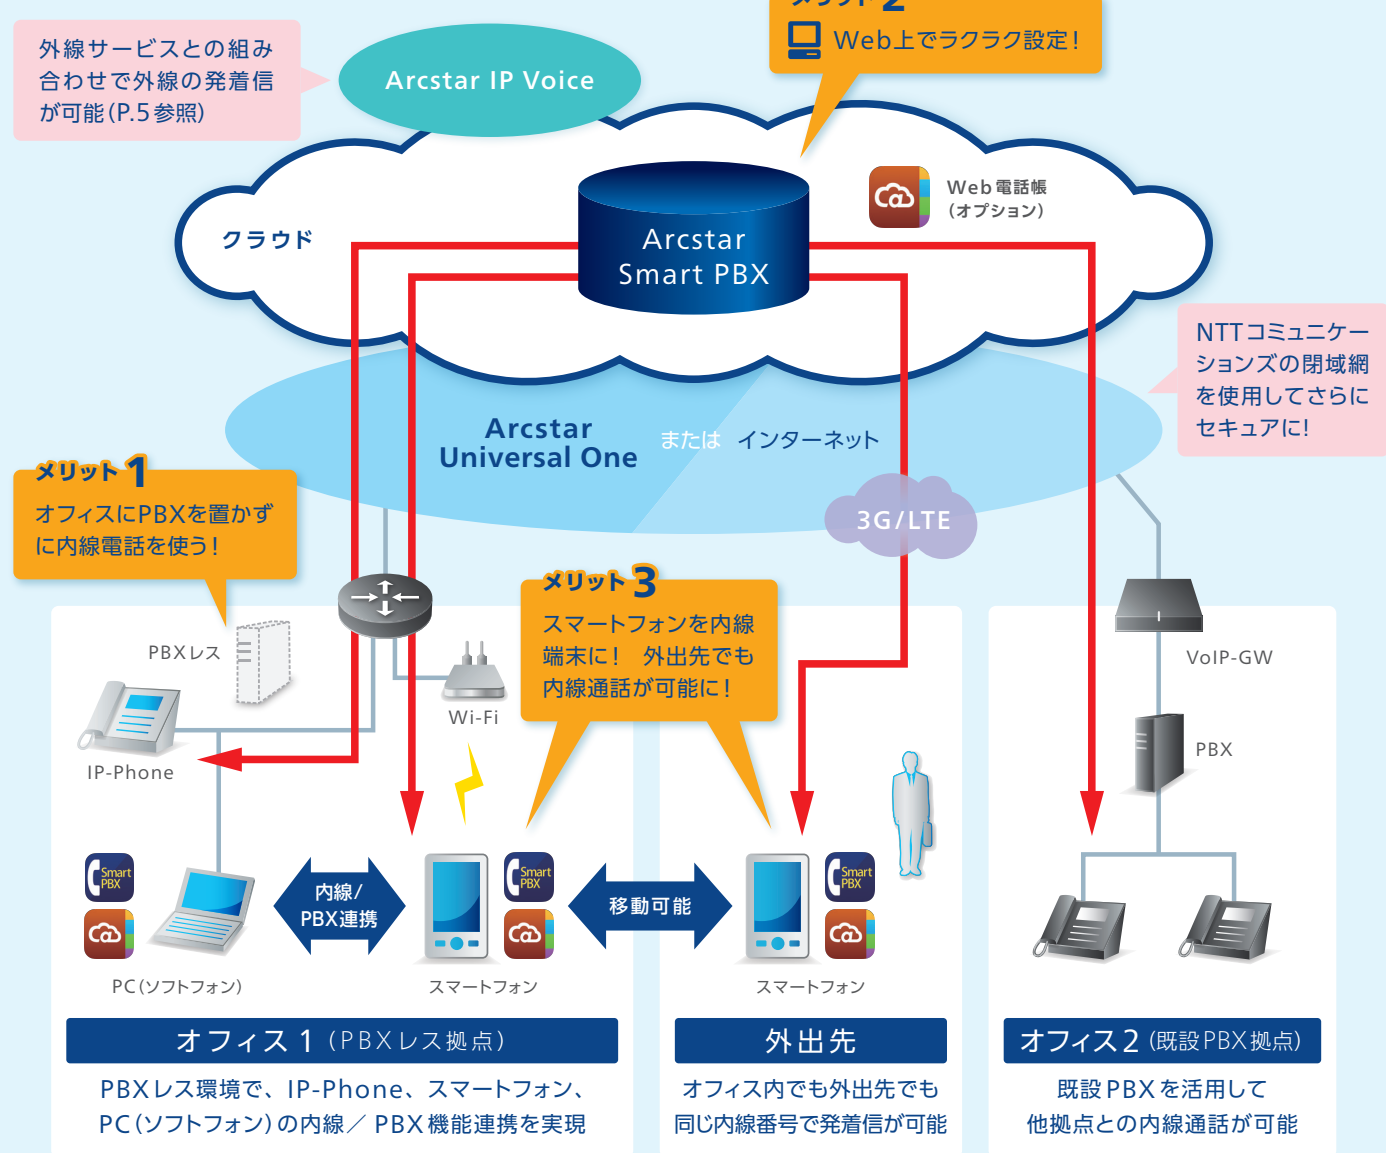 メリット2
Web上でラクラク設定！
外線サービスとの組み
合わせで外線の発着信
が可能（P.5参照）
Arcstar IP Voice
クラウド
Arcstar
Smart PBX
Web電話帳
（オプション）
NTTコミュニケー
ションズの閉域網
を使用してさらに
セキュアに！
Arcstar
Universal One
または インターネット
3G/LTE
メリット1
オフィスにPBXを置かず
に内線電話を使う！
メリット3
スマートフォンを内線
端末に！ 外出先でも
内線通話が可能に！
PBXレス
IP-Phone
Wi-Fi
VoIP-GW
PBX
Smart
PBX
内線/
PBX連携
Smart
PBX
移動可能
Smart
PBX
PC（ソフトフォン）
スマートフォン
スマートフォン
オフィス1（PBXレス拠点）
PBXレス環境で、IP-Phone、スマートフォン、
PC（ソフトフォン）の内線／PBX機能連携を実現
外出先
オフィス内でも外出先でも
同じ内線番号で発着信が可能
オフィス2（既設PBX拠点）
既設PBXを活用して
他拠点との内線通話が可能